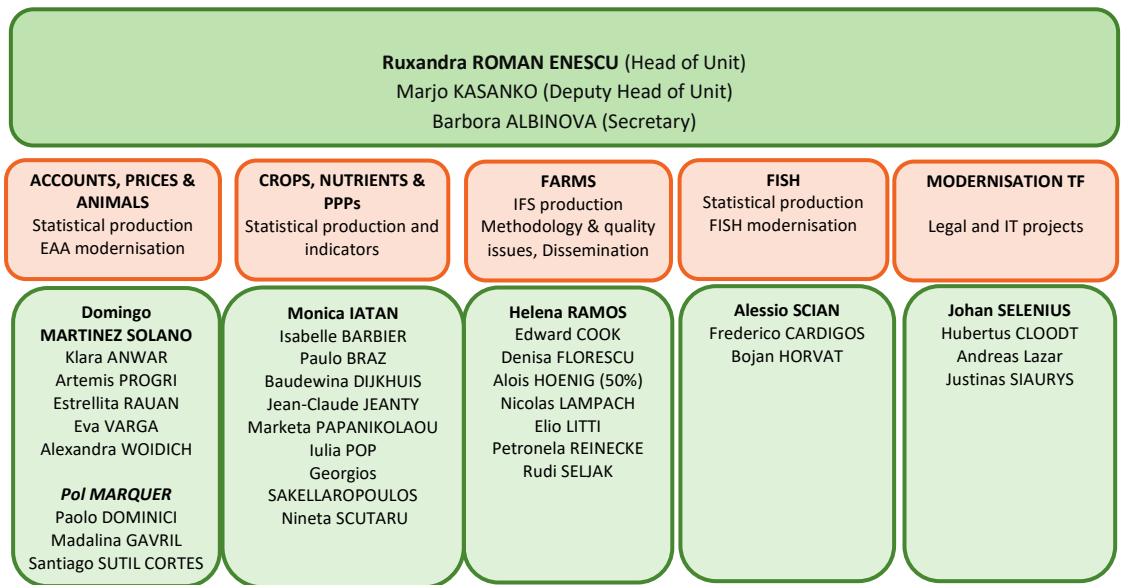 Ruxandra ROMAN ENESCU (Head of Unit)
Marjo KASANKO (Deputy Head of Unit)
Barbora ALBINOVA (Secretary)
ACCOUNTS, PRICES &
ANIMALS
Statistical production
EAA modernisation
CROPS, NUTRIENTS &
PPPs
Statistical production and
indicators
FARMS
IFS production
Methodology & quality
issues, Dissemination
FISH
Statistical production
FISH modernisation
MODERNISATION TF
Legal and IT projects
Domingo
MARTINEZ SOLANO
Klara ANWAR
Artemis PROGRI
Estrellita RAUAN
Eva VARGA
Alexandra WOIDICH
Pol MARQUER
Paolo DOMINICI
Madalina GAVRIL
Santiago SUTIL CORTES
Monica IATAN
Isabelle BARBIER
Paulo BRAZ
Baudewina DIJKHUIS
Jean-Claude JEANTY
Marketa PAPANIKOLAOU
Iulia POP
Georgios
SAKELLAROPOULOS
Nineta SCUTARU
Helena RAMOS
Edward COOK
Denisa FLORESCU
Alois HOENIG (50%)
Nicolas LAMPACH
Elio LITTI
Petronela REINECKE
Rudi SELJAK
Alessio SCIAN
Frederico CARDIGOS
Bojan HORVAT
Johan SELENIUS
Hubertus CLOODT
Andreas Lazar
Justinas SIAURYS